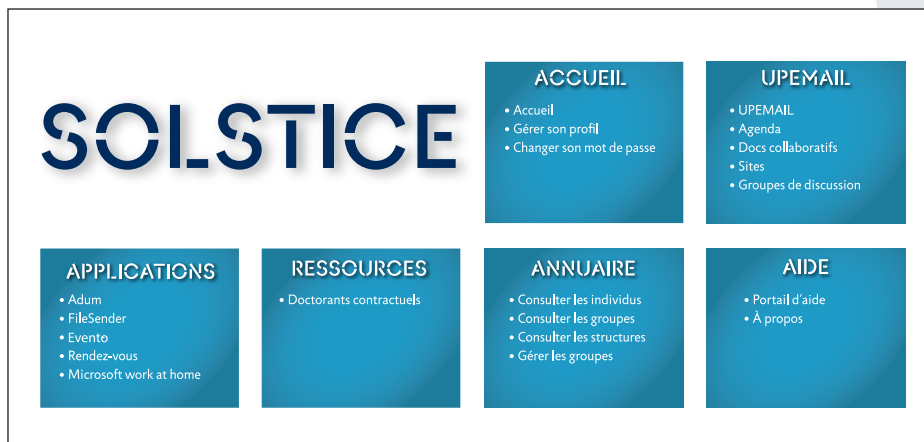 SOLSTICE
ACCUEIL
• Accueil
• Gérer son profil
• Changer son mot de passe
UPEMAIL
• UPEMAIL
• Agenda
• Docs collaboratifs
• Sites
• Groupes de discussion
APPLICATIONS
• Adum
• FileSender
• Evento
• Rendez-vous
• Microsoft work at home
RESSOURCES
• Doctorants contractuels
ANNUAIRE
• Consulter les individus
• Consulter les groupes
• Consulter les structures
• Gérer les groupes
AIDE
• Portail d'aide
• À propos